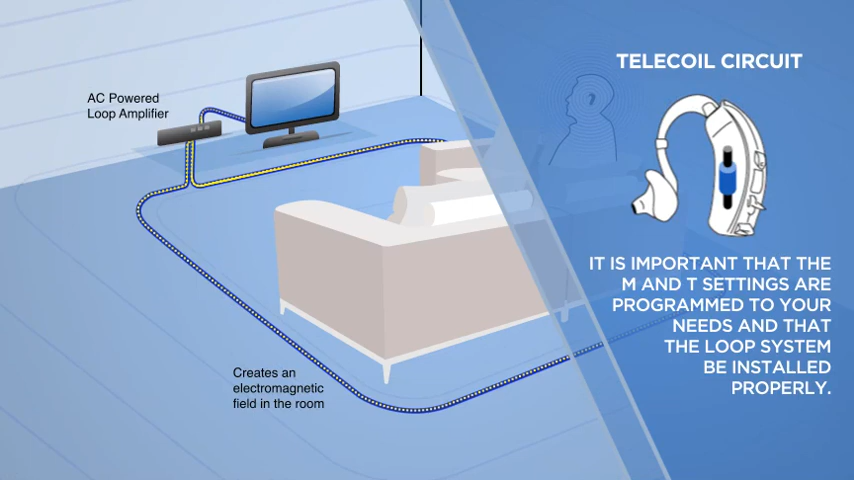 AC Powered
Loop Amplifier
Creates an
electromagnetic
field in the room
TELECOIL CIRCUIT
IT IS IMPORTANT THAT THE
M AND T SETTINGS ARE
PROGRAMMED TO YOUR
NEEDS AND THAT
THE LOOP SYSTEM
BE INSTALLED
PROPERLY.